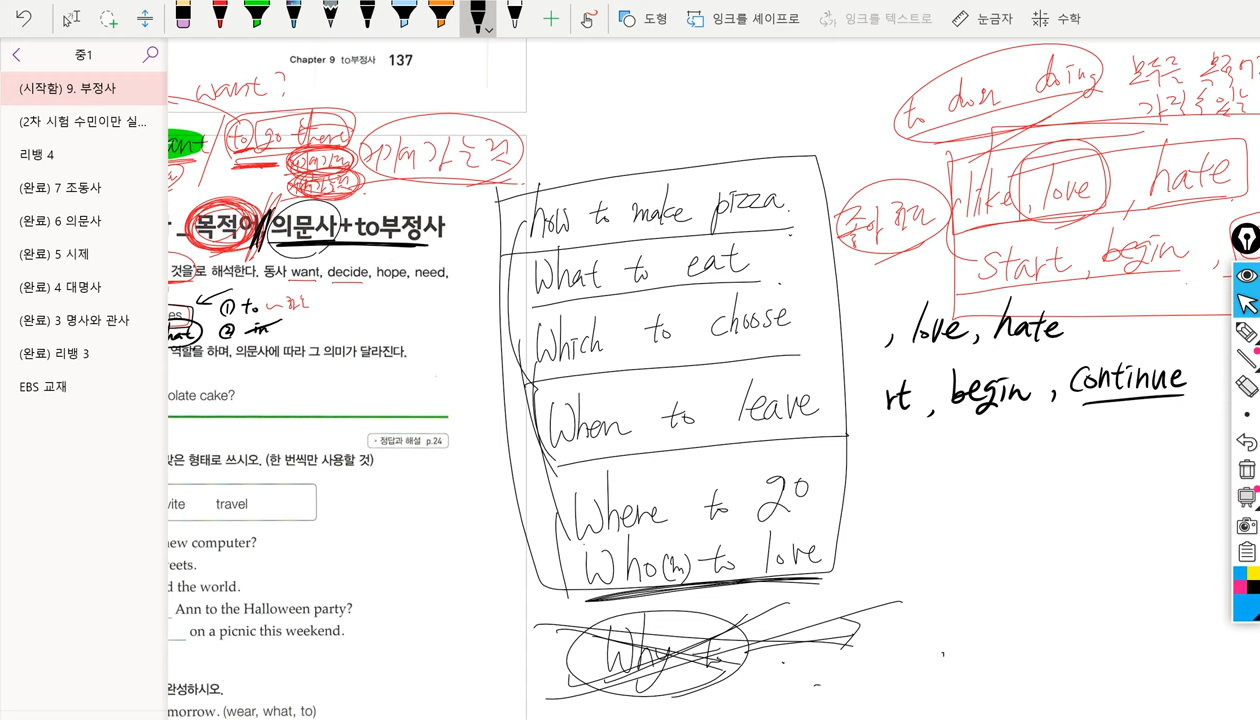 도형
잉크를 셰이프로
잉크를 텍스트로
눈금자
수학
중1
(시작함) 9. 부정사
(2차 시험 수민이만 실...
리뱅 4
(완료) 7 조동사
(완료) 6 의문사
(완료) 5 시제
(완료) 4 대명사
(완료) 3 명사와 관사
(완료) 리뱅 3
EBS 교재
Chapter 9 to부정사 137
want?
to go there
목적어 의문사+to부정사
것을로 해석한다. 동사 want, decide, hope, need,
① to
② in
역할을 하며, 의문사에 따라 그 의미가 달라진다.
olate cake?
• 정답과 해설 p.24
맞은 형태로 쓰시오. (한 번씩만 사용할 것)
vite travel
new computer?
eets.
d the world.
Ann to the Halloween party?
on a picnic this weekend.
완성하시오.
morrow. (wear, what, to)
how to make pizza.
What to eat
Which to choose
When to leave
Where to go
Who(m) to love
Why to
doing
좋아한다
like, love, hate
start, begin,
, love, hate
rt, begin, continue